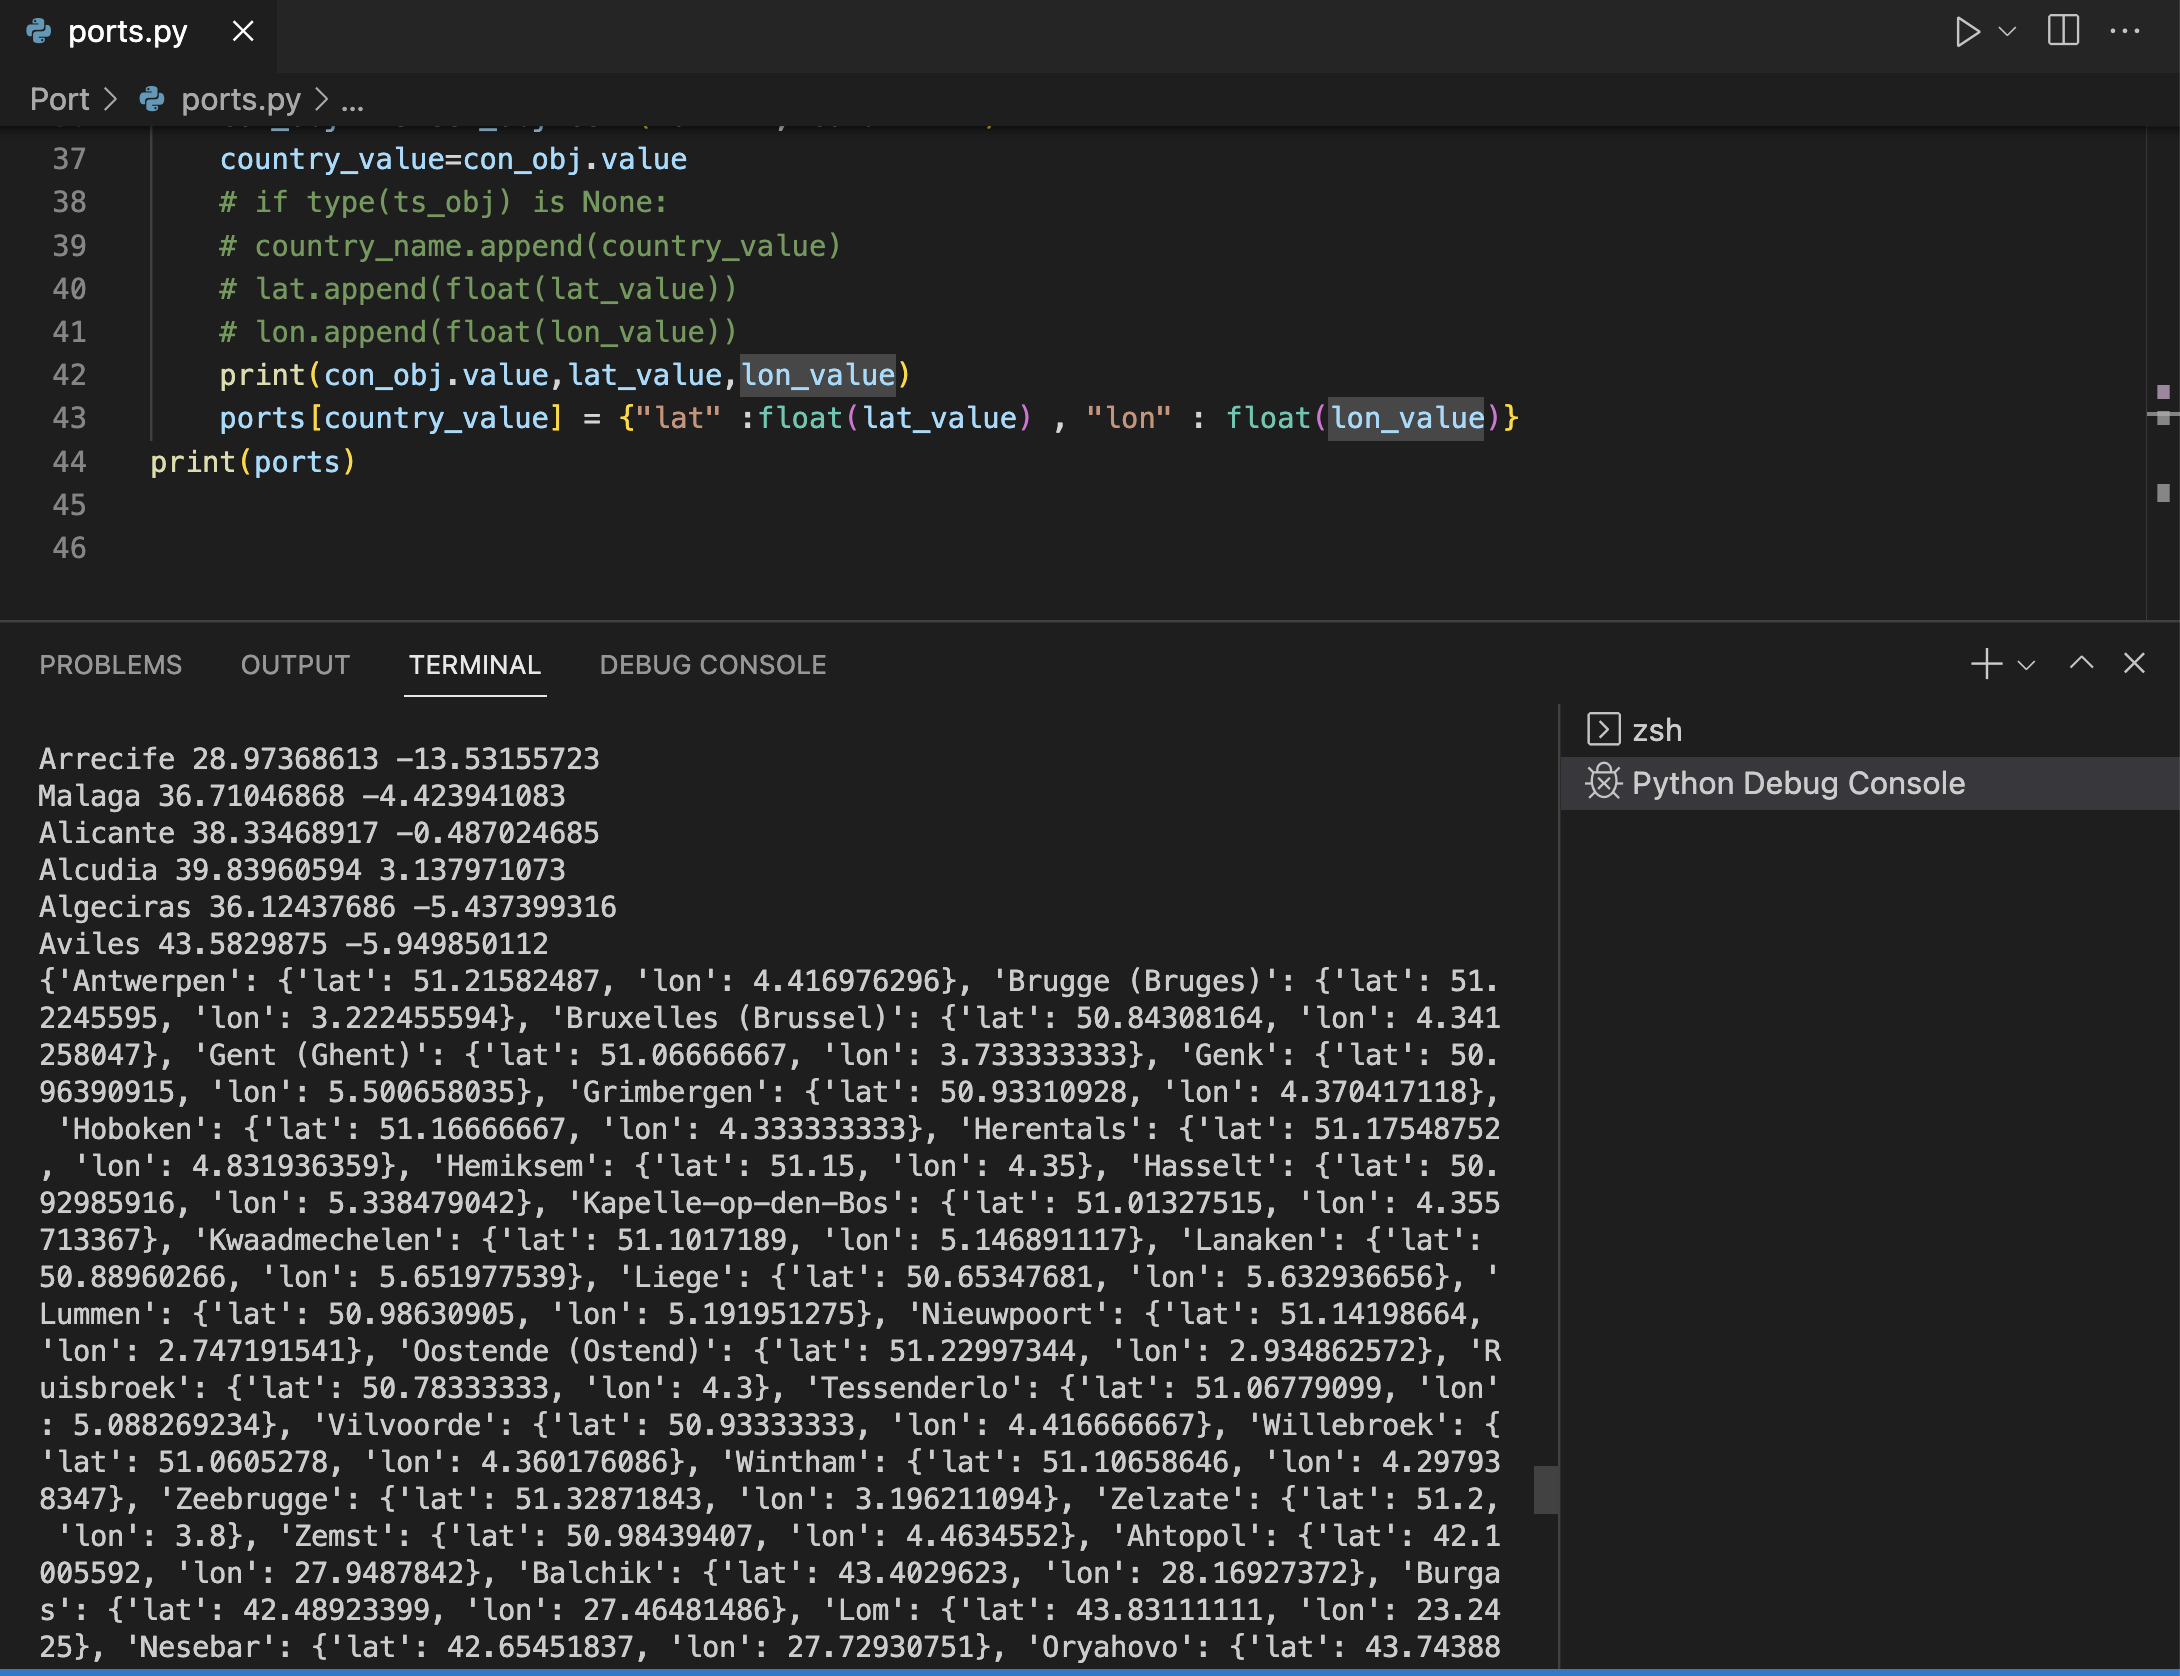 ports.py
Port > ports.py > ...
37 country_value=con_obj.value
38 # if type(ts_obj) is None:
39 # country_name.append(country_value)
40 # lat.append(float(lat_value))
41 # lon.append(float(lon_value))
42 print(con_obj.value,lat_value,lon_value)
43 ports[country_value] = {"lat" :float(lat_value) , "lon" : float(lon_value)}
44 print(ports)
45
46
PROBLEMS OUTPUT TERMINAL DEBUG CONSOLE
zsh
Python Debug Console
Arrecife 28.97368613 -13.53155723
Malaga 36.71046868 -4.423941083
Alicante 38.33468917 -0.487024685
Alcudia 39.83960594 3.137971073
Algeciras 36.12437686 -5.437399316
Aviles 43.5829875 -5.949850112
{'Antwerpen': {'lat': 51.21582487, 'lon': 4.416976296}, 'Brugge (Bruges)': {'lat': 51.
2245595, 'lon': 3.222455594}, 'Bruxelles (Brussel)': {'lat': 50.84308164, 'lon': 4.341
258047}, 'Gent (Ghent)': {'lat': 51.06666667, 'lon': 3.733333333}, 'Genk': {'lat': 50.
96390915, 'lon': 5.500658035}, 'Grimbergen': {'lat': 50.93310928, 'lon': 4.370417118},
'Hoboken': {'lat': 51.16666667, 'lon': 4.333333333}, 'Herentals': {'lat': 51.17548752
, 'lon': 4.831936359}, 'Hemiksem': {'lat': 51.15, 'lon': 4.35}, 'Hasselt': {'lat': 50.
92985916, 'lon': 5.338479042}, 'Kapelle-op-den-Bos': {'lat': 51.01327515, 'lon': 4.355
713367}, 'Kwaadmechelen': {'lat': 51.1017189, 'lon': 5.146891117}, 'Lanaken': {'lat':
50.88960266, 'lon': 5.651977539}, 'Liege': {'lat': 50.65347681, 'lon': 5.632936656}, '
Lummen': {'lat': 50.98630905, 'lon': 5.191951275}, 'Nieuwpoort': {'lat': 51.14198664,
'lon': 2.747191541}, 'Oostende (Ostend)': {'lat': 51.22997344, 'lon': 2.934862572}, 'R
uisbroek': {'lat': 50.78333333, 'lon': 4.3}, 'Tessenderlo': {'lat': 51.06779099, 'lon'
: 5.088269234}, 'Vilvoorde': {'lat': 50.93333333, 'lon': 4.416666667}, 'Willebroek': {
'lat': 51.0605278, 'lon': 4.360176086}, 'Wintham': {'lat': 51.10658646, 'lon': 4.29793
8347}, 'Zeebrugge': {'lat': 51.32871843, 'lon': 3.196211094}, 'Zelzate': {'lat': 51.2,
'lon': 3.8}, 'Zemst': {'lat': 50.98439407, 'lon': 4.4634552}, 'Ahtopol': {'lat': 42.1
005592, 'lon': 27.9487842}, 'Balchik': {'lat': 43.4029623, 'lon': 28.16927372}, 'Burga
s': {'lat': 42.48923399, 'lon': 27.46481486}, 'Lom': {'lat': 43.83111111, 'lon': 23.24
25}, 'Nesebar': {'lat': 42.65451837, 'lon': 27.72930751}, 'Oryahovo': {'lat': 43.74388